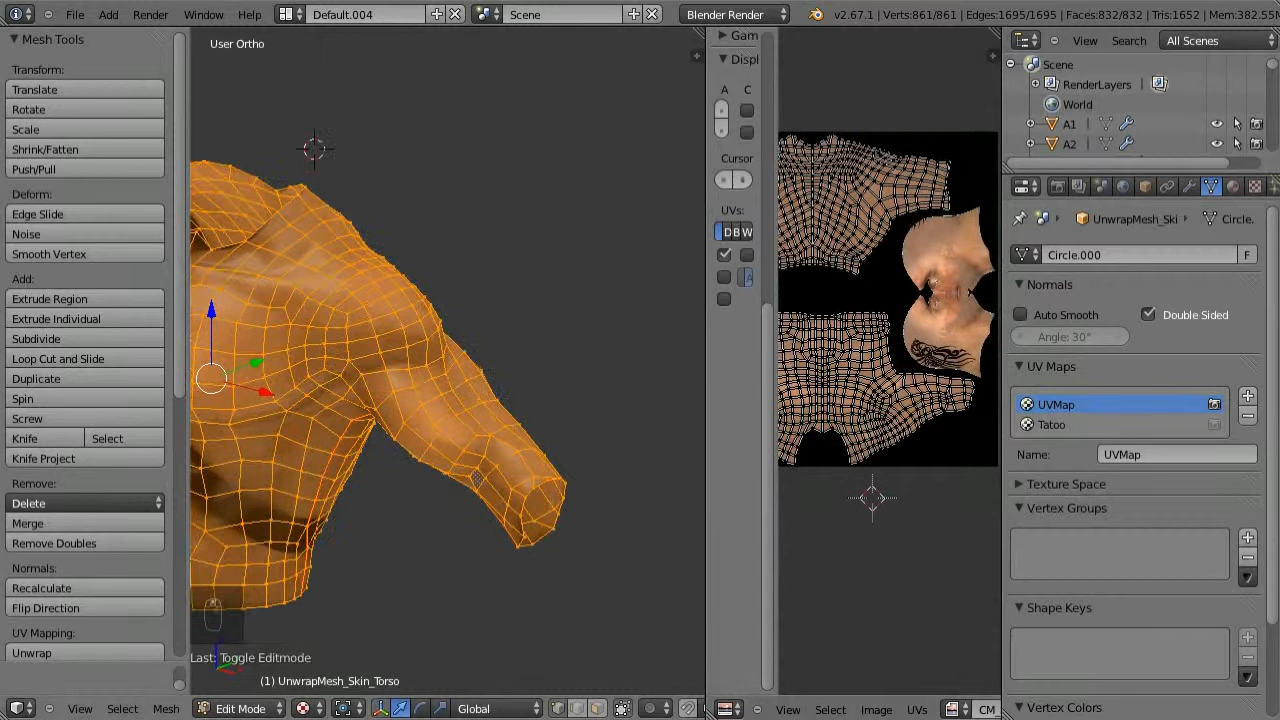 File Add Render Window Help Default.004 Scene Blender Render v2.67.1 | Verts:861/861 | Edges:1695/1695 | Faces:832/832 | Tris:1652 | Mem:382.55M
Mesh Tools
Transform:
Translate
Rotate
Scale
Shrink/Fatten
Push/Pull
Deform:
Edge Slide
Noise
Smooth Vertex
Add:
Extrude Region
Extrude Individual
Subdivide
Loop Cut and Slide
Duplicate
Spin
Screw
Knife Select
Knife Project
Remove:
Delete
Merge
Remove Doubles
Normals:
Recalculate
Flip Direction
UV Mapping:
Unwrap
User Ortho
Last: Toggle Editmode
(1) UnwrapMesh_Skin_Torso
View Select Mesh Edit Mode Global
Gam
Displ
A C
Cursor
UVs:
DBW
View Select Image UVs CM_
View Search All Scenes
Scene
RenderLayers
World
A1
A2
UnwrapMesh_Ski Circle.
Circle.000 F
Normals
Auto Smooth Double Sided
Angle: 30°
UV Maps
UVMap
Tatoo
Name: UVMap
Texture Space
Vertex Groups
Shape Keys
Vertex Colors